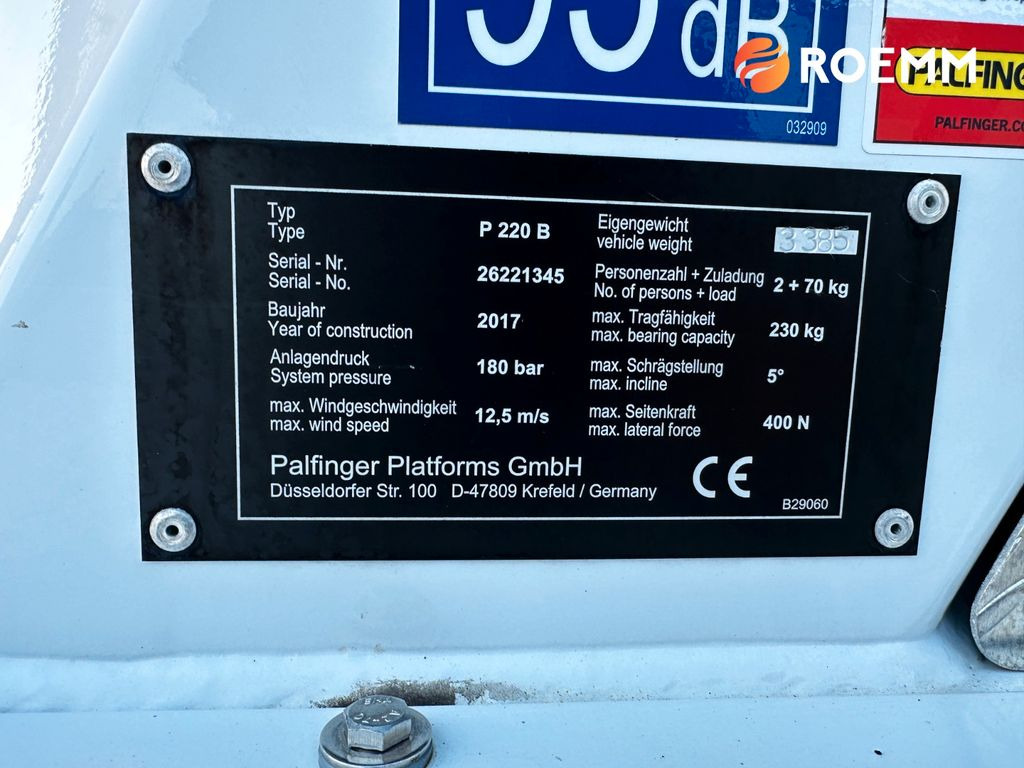 dB
ROEMM
032909
PALFING
PALFINGER.CO
Typ
Type
P 220 B
Serial - Nr.
Serial - No.
26221345
Baujahr
Year of construction
2017
Anlagendruck
System pressure
180 bar
max. Windgeschwindigkeit
max. wind speed
12,5 m/s
Eigengewicht
vehicle weight
3 385
Personenzahl + Zuladung
No. of persons + load
2 + 70 kg
max. Tragfähigkeit
max. bearing capacity
230 kg
max. Schrägstellung
max. incline
5°
max. Seitenkraft
max. lateral force
400 N
Palfinger Platforms GmbH
Düsseldorfer Str. 100 D-47809 Krefeld / Germany
CE
B29060